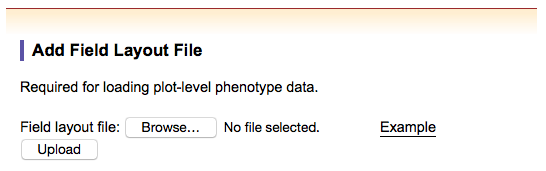 Add Field Layout File
Required for loading plot-level phenotype data.
Field layout file: Browse... No file selected. Example
Upload